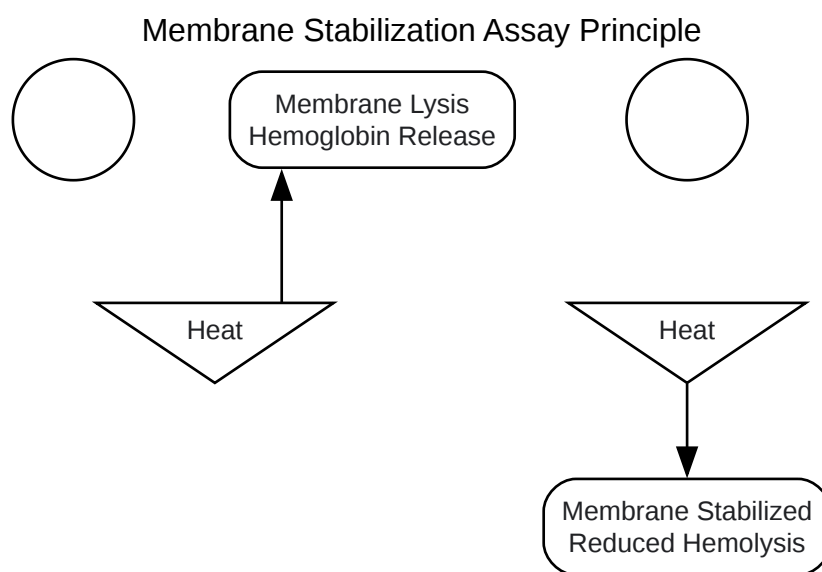 Membrane Stabilization Assay Principle
Membrane Lysis
Hemoglobin Release
Heat
Heat
Membrane Stabilized
Reduced Hemolysis